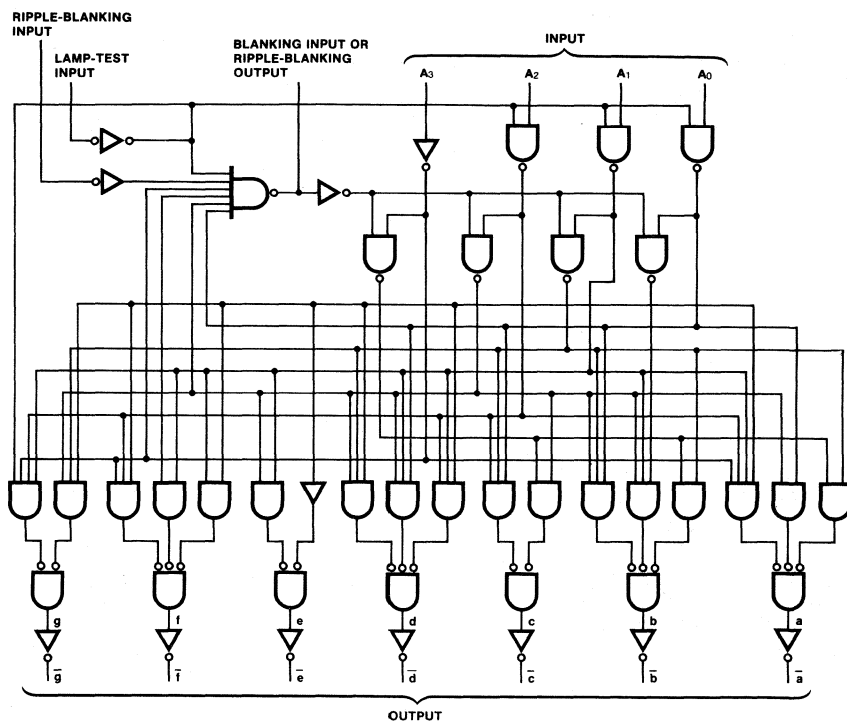 RIPPLE-BLANKING
INPUT
LAMP-TEST
INPUT
BLANKING INPUT OR
RIPPLE-BLANKING
OUTPUT
INPUT
A3
A2
A1
A0
g
f
e
d
c
b
a
g̅
f̅
e̅
d̅
c̅
b̅
a̅
OUTPUT